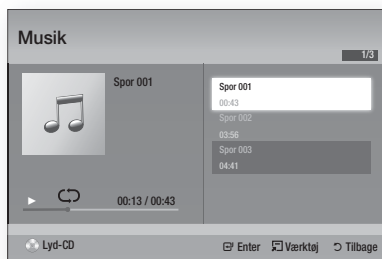 Musik
1/3
Spor 001
00:13 / 00:43
Spor 001
00:43
Spor 002
03:56
Spor 003
04:41
Lyd-CD
Enter Værktøj Tilbage